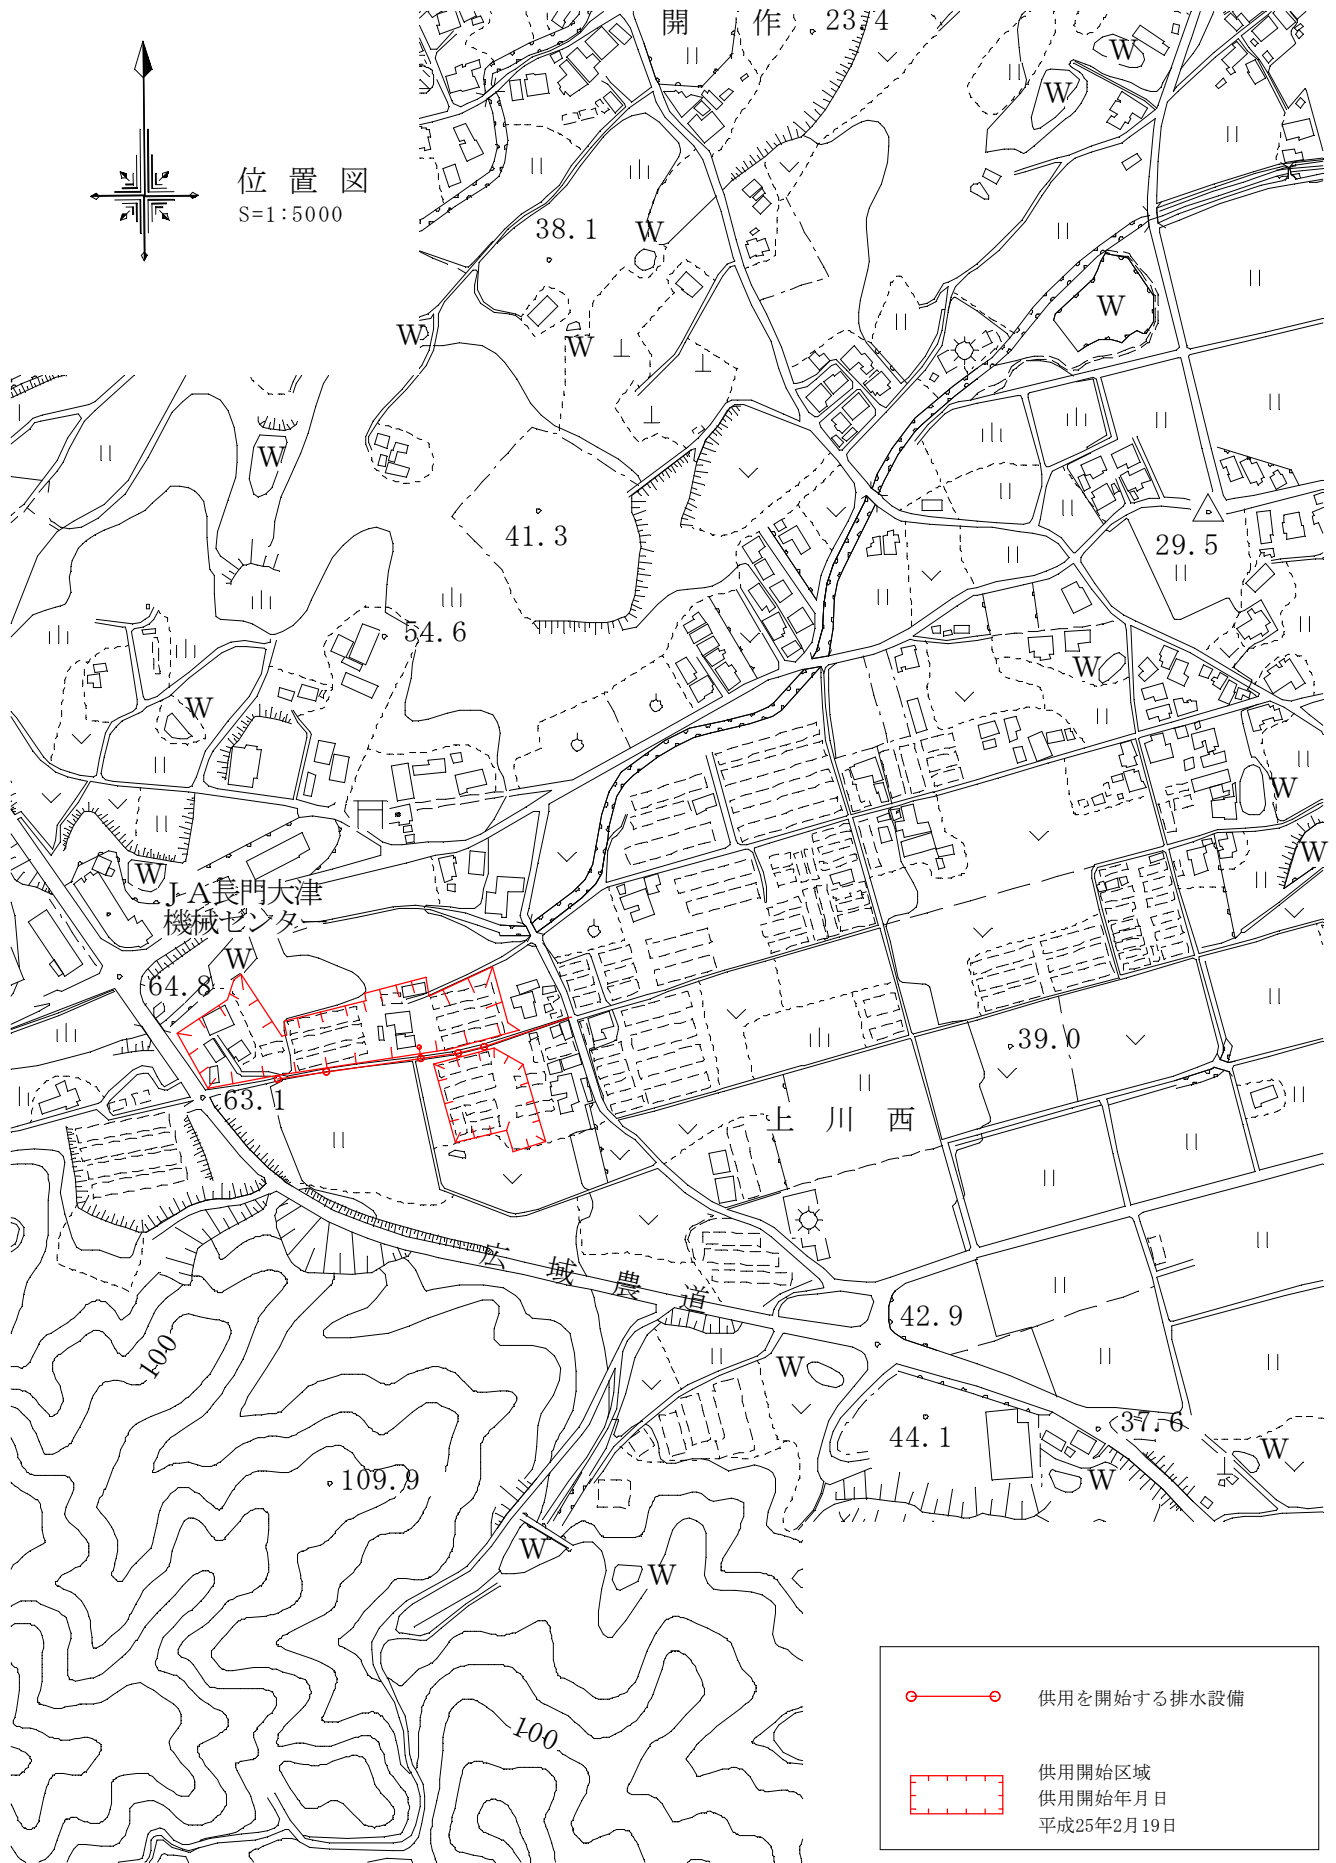 開 作 23.4
W
W
位 置 図
S=1:5000
38.1
W
W
W
W
W
41.3
29.5
54.6
W
W
W
W
W
JA長門大津
機械センター
W
64.8
39.0
63.1
上 川 西
広 域 農 道
42.9
100
W
37.6
44.1
W
109.9
W
W
W
100
供用を開始する排水設備
供用開始区域
供用開始年月日
平成25年2月19日